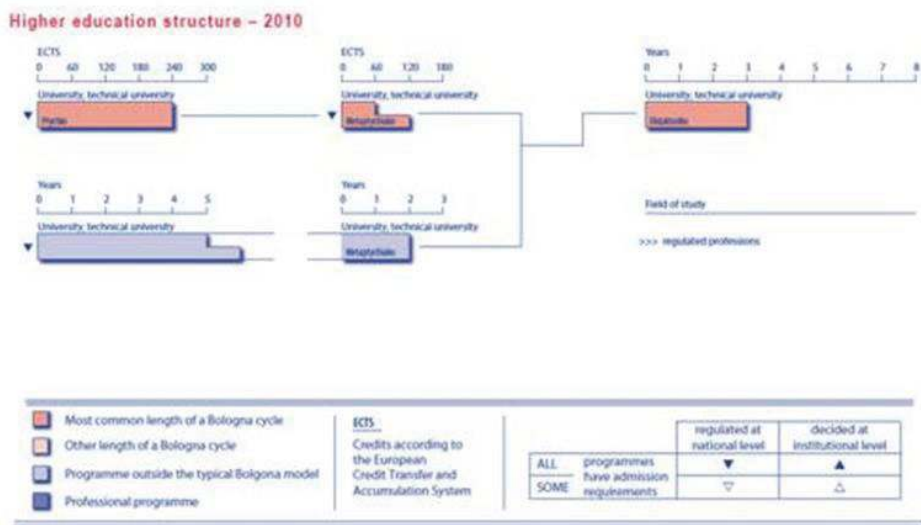 Higher education structure – 2010
ECTS
0 60 120 180 240 300
University, technical university
Ptychio
ECTS
0 60 120 180
University, technical university
Metaptychiako
Years
0 1 2 3 4 5 6 7 8
University, technical university
Years
0 1 2 3 4 5
University, technical university
Years
0 1 2 3
University, technical university
Metaptychiako
Field of study
>>> regulated professions
Most common length of a Bologna cycle
Other length of a Bologna cycle
Programme outside the typical Bolgona model
Professional programme
ECTS
Credits according to
the European
Credit Transfer and
Accumulation System
regulated at
national level
decided at
institutional level
ALL
SOME
programmes
have admission
requirements